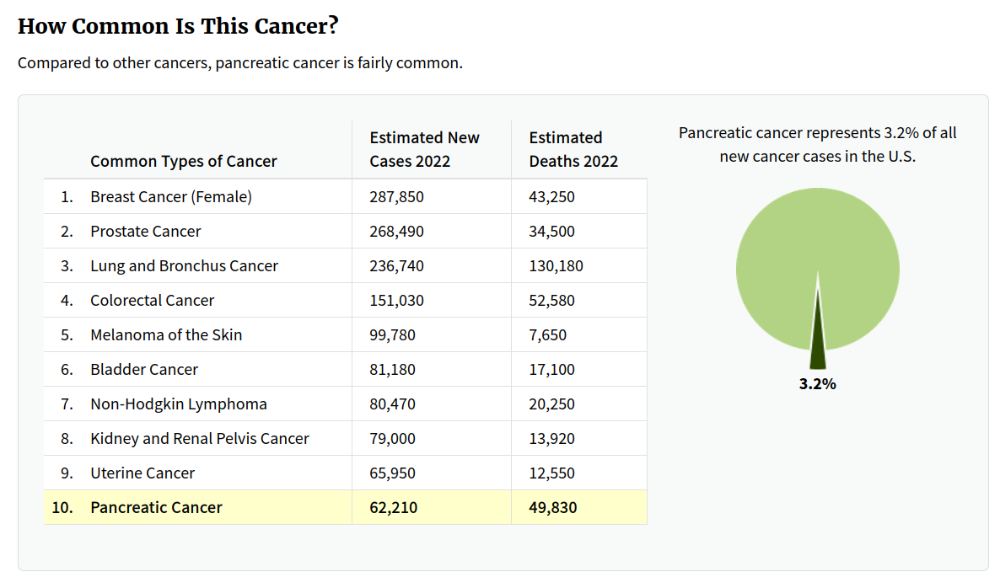 How Common Is This Cancer?
Compared to other cancers, pancreatic cancer is fairly common.
Common Types of Cancer Estimated New Cases 2022 Estimated Deaths 2022
1. Breast Cancer (Female) 287,850 43,250
2. Prostate Cancer 268,490 34,500
3. Lung and Bronchus Cancer 236,740 130,180
4. Colorectal Cancer 151,030 52,580
5. Melanoma of the Skin 99,780 7,650
6. Bladder Cancer 81,180 17,100
7. Non-Hodgkin Lymphoma 80,470 20,250
8. Kidney and Renal Pelvis Cancer 79,000 13,920
9. Uterine Cancer 65,950 12,550
10. Pancreatic Cancer 62,210 49,830
Pancreatic cancer represents 3.2% of all
new cancer cases in the U.S.
3.2%